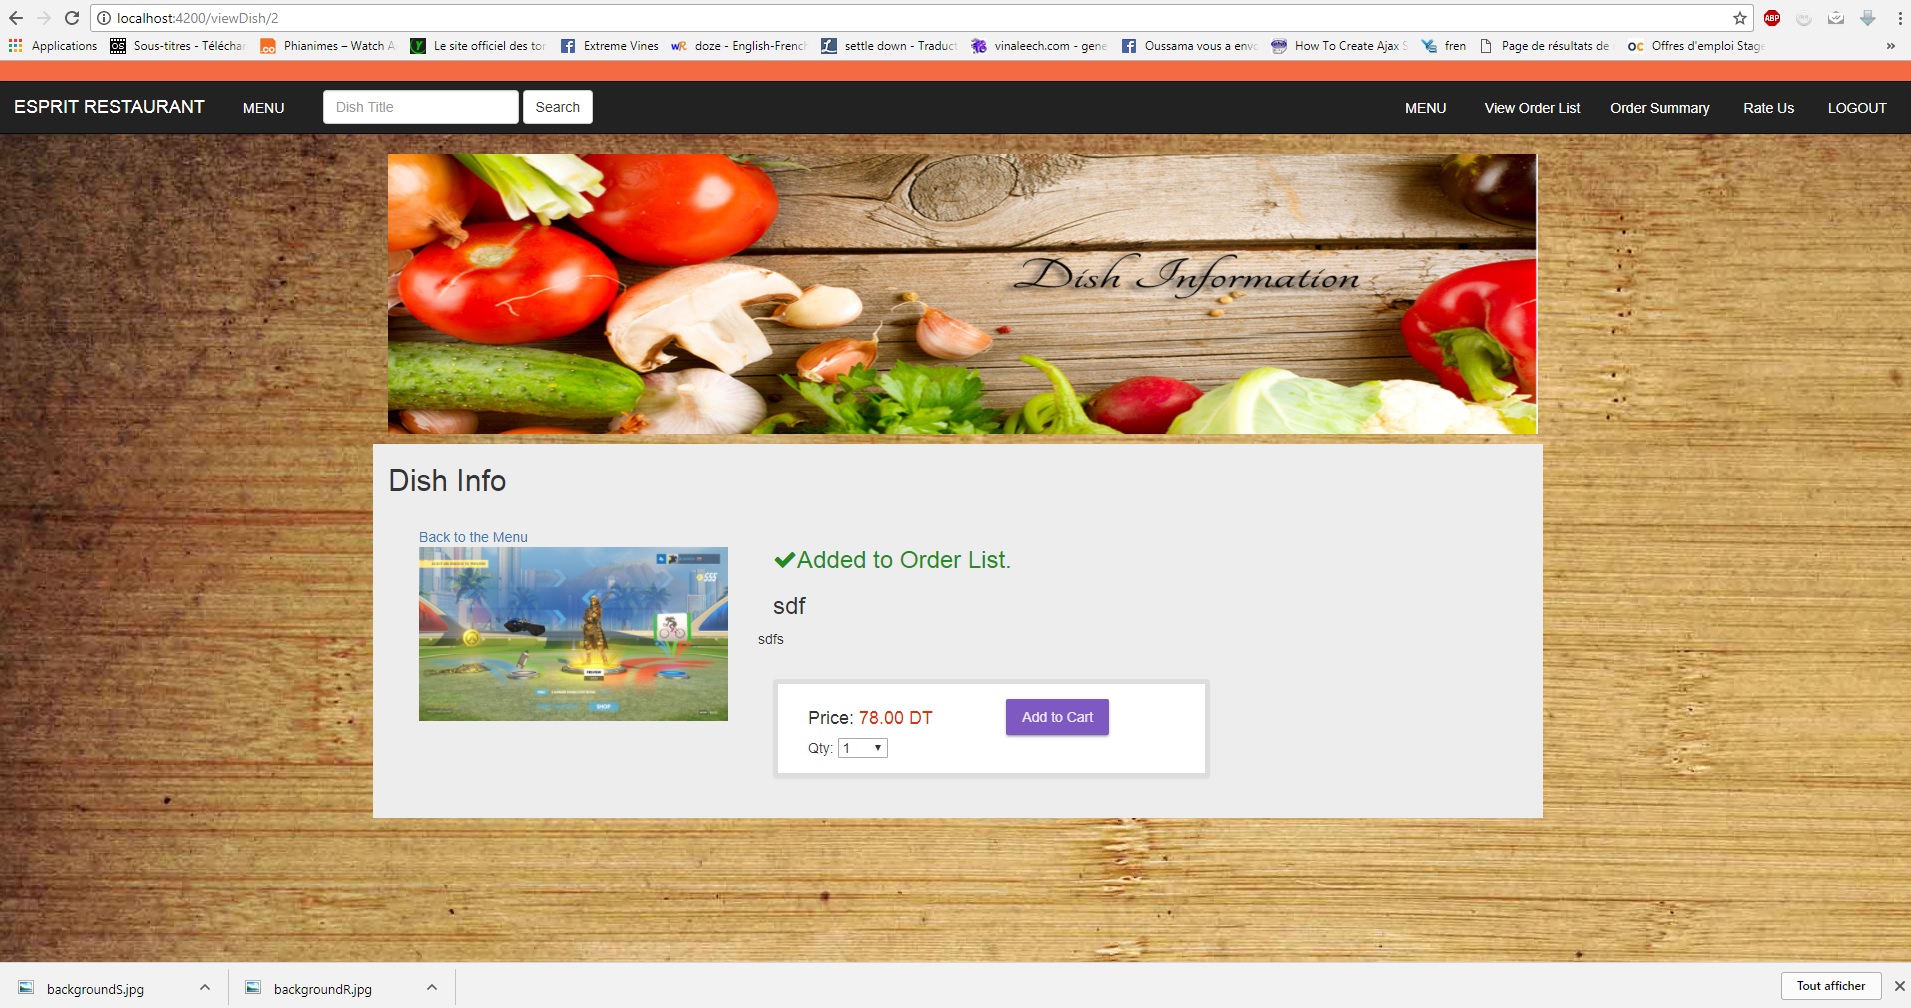 localhost:4200/viewDish/2
Applications
Sous-titres - Téléchar
Phianimes – Watch A
Le site officiel des tor
Extreme Vines
doze - English-French
settle down - Traduct
vinaleech.com - gene
Oussama vous a envo
How To Create Ajax S
fren
Page de résultats de
Offres d'emploi Stage
»
ESPRIT RESTAURANT
MENU
Dish Title
Search
MENU
View Order List
Order Summary
Rate Us
LOGOUT
Dish Information
Dish Info
Back to the Menu
Added to Order List.
sdf
sdfs
Price: 78.00 DT
Add to Cart
Qty: 1
SHOP
backgroundS.jpg
backgroundR.jpg
Tout afficher